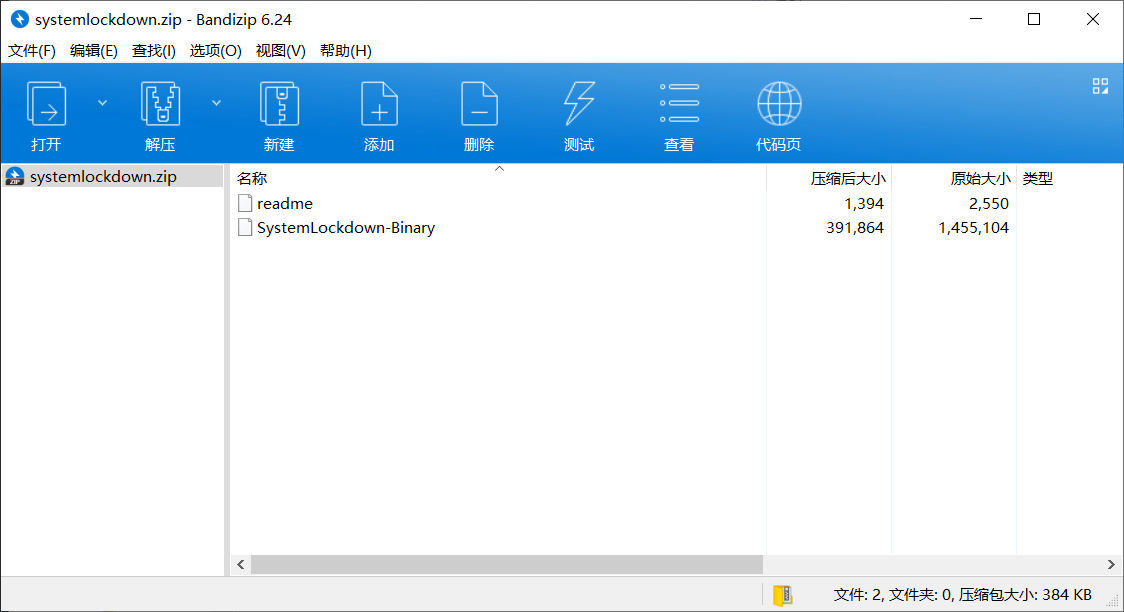 systemlockdown.zip - Bandizip 6.24
文件(F) 编辑(E) 查找(I) 选项(O) 视图(V) 帮助(H)
打开 解压 新建 添加 删除 测试 查看 代码页
systemlockdown.zip
名称 压缩后大小 原始大小 类型
readme 1,394 2,550
SystemLockdown-Binary 391,864 1,455,104
文件: 2, 文件夹: 0, 压缩包大小: 384 KB